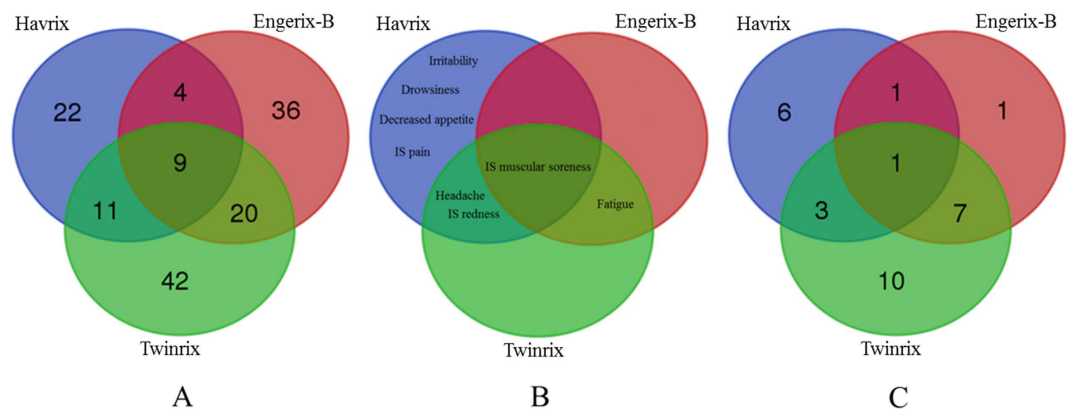 Havrix
Engerix-B
22
4
36
9
11
20
42
Twinrix
A
Havrix
Engerix-B
Irritability
Drowsiness
Decreased appetite
IS pain
IS muscular soreness
Headache
IS redness
Fatigue
Twinrix
B
Havrix
Engerix-B
6
1
1
1
3
7
10
Twinrix
C